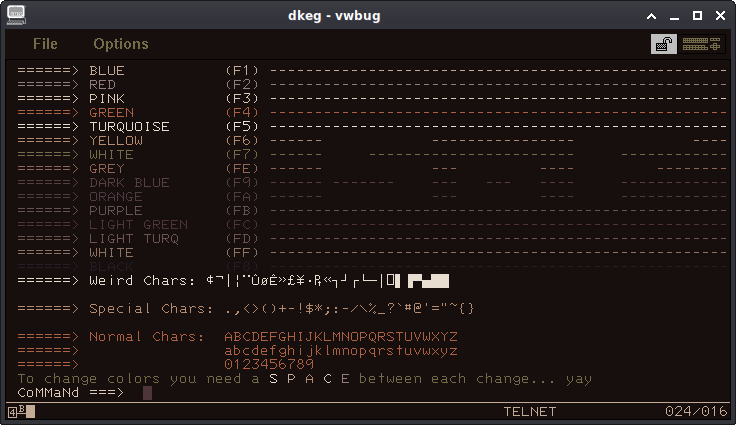 dkeg - vwbug
File Options
======> BLUE (F1) ----------------------------------------------------------
======> RED (F2) ----------------------------------------------------------
======> PINK (F3) ----------------------------------------------------------
======> GREEN (F4) ----------------------------------------------------------
======> TURQUOISE (F5) ----------------------------------------------------------
======> YELLOW (F6) ------ -------------- ----
======> WHITE (F7) ------ -------------- -------------
======> GREY (FE) --- ---- ----
======> DARK BLUE (F9) ------ ------- --- --- ------ ----
======> ORANGE (FA) --- ---- ----
======> PURPLE (FB) ------ -------------- -------------
======> LIGHT GREEN (FC)
======> LIGHT TURQ (FD) ------ -------------- ----
======> WHITE (FF) ----------------------------------------------------------
======> BLACK
======> Weird Chars: ¢¬|¦¨ÛøÊ»£¥·₧«┐┘┌└─│
======> Special Chars: .,<>()+-!$*;:-/\%_?`#@'="~{}
======> Normal Chars: ABCDEFGHIJKLMNOPQRSTUVWXYZ
======> abcdefghijklmnopqrstuvwxyz
======> 0123456789
To change colors you need a S P A C E between each change... yay
CoMMaNd ===>
4B TELNET 024/016